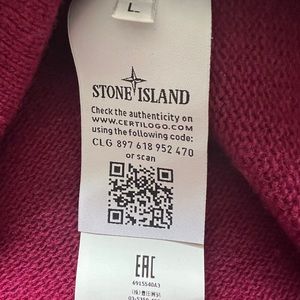 L
STONE ISLAND
Check the authenticity on
WWW.CERTILOGO.COM
using the following code:
CLG 897 618 952 470
or scan
EAC